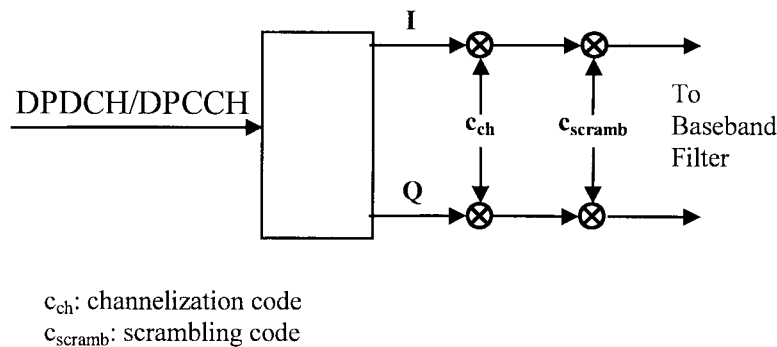 I
DPDCH/DPCCH
c_ch
c_scramb
To
Baseband
Filter
Q
c_ch: channelization code
c_scramb: scrambling code